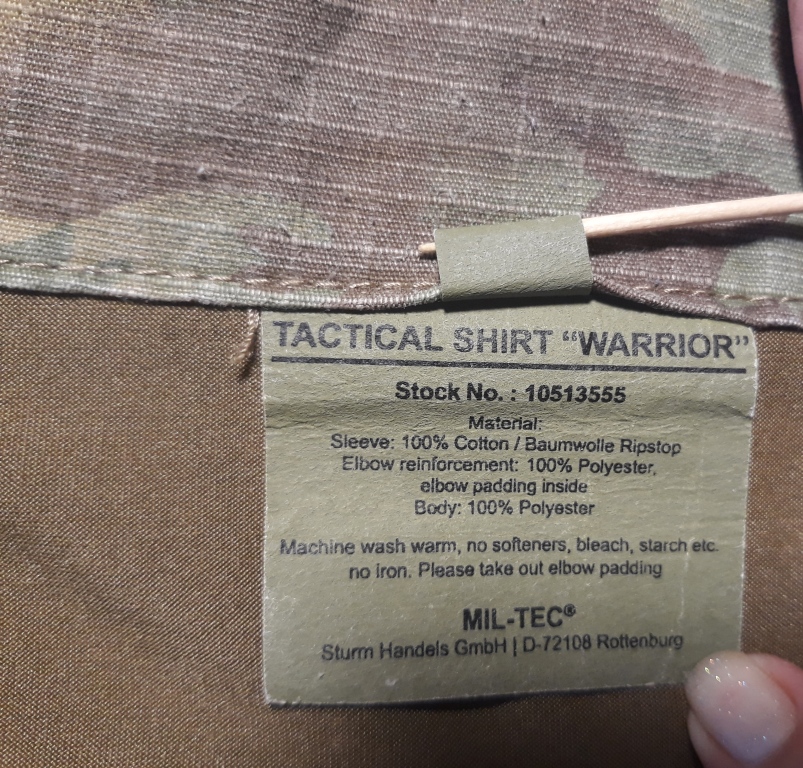 TACTICAL SHIRT “WARRIOR”
Stock No. : 10513555
Material:
Sleeve: 100% Cotton / Baumwolle Ripstop
Elbow reinforcement: 100% Polyester,
elbow padding inside
Body: 100% Polyester
Machine wash warm, no softeners, bleach, starch etc.
no iron. Please take out elbow padding
MIL-TEC®
Sturm Handels GmbH | D-72108 Rottenburg